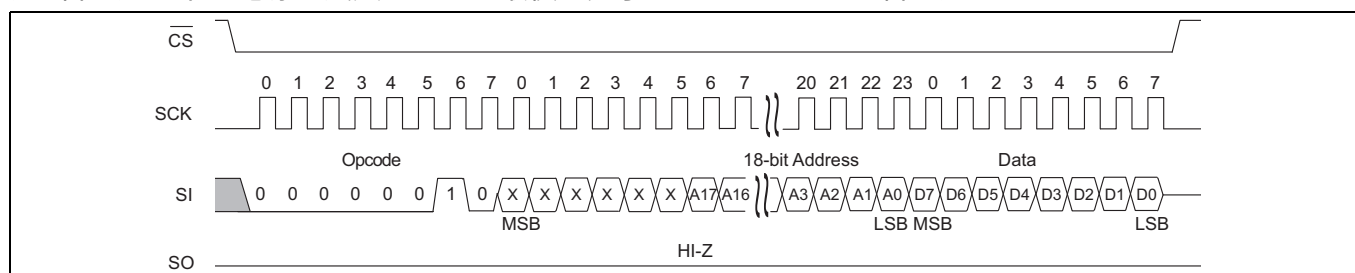 CS
0 1 2 3 4 5 6 7 0 1 2 3 4 5 6 7 20 21 22 23 0 1 2 3 4 5 6 7
SCK
Opcode 18-bit Address Data
SI 0 0 0 0 0 0 1 0 X X X X X X A17 A16 A3 A2 A1 A0 D7 D6 D5 D4 D3 D2 D1 D0
MSB LSB MSB LSB
HI-Z
SO